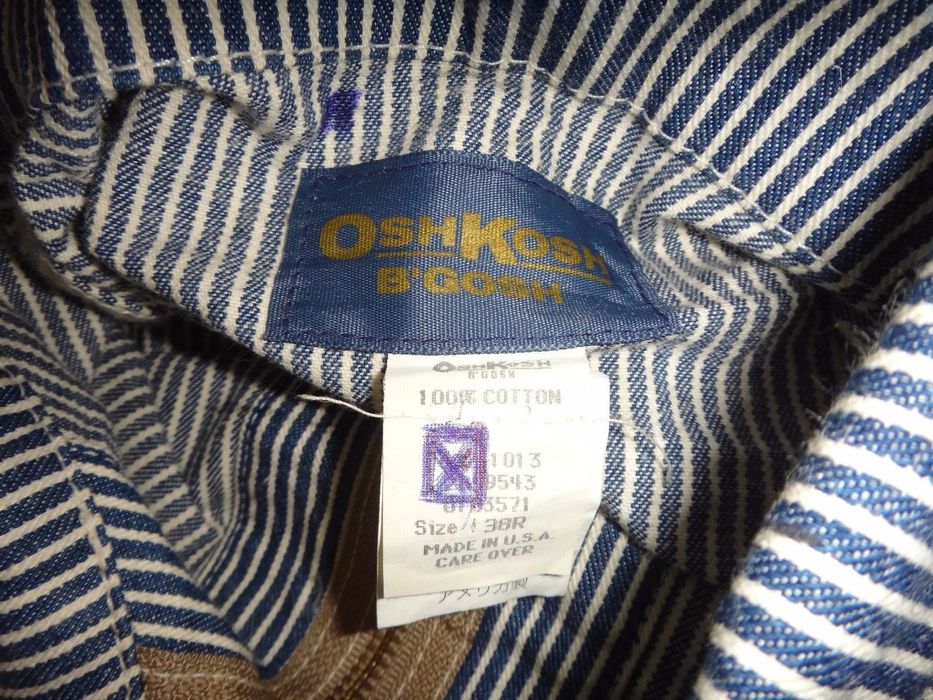 OSHKOSH
B'GOSH
OSHKOSH
B'GOSH
100% COTTON
1013
9543
3571
Size 38R
MADE IN U.S.A.
CARE OVER
アメリカ製